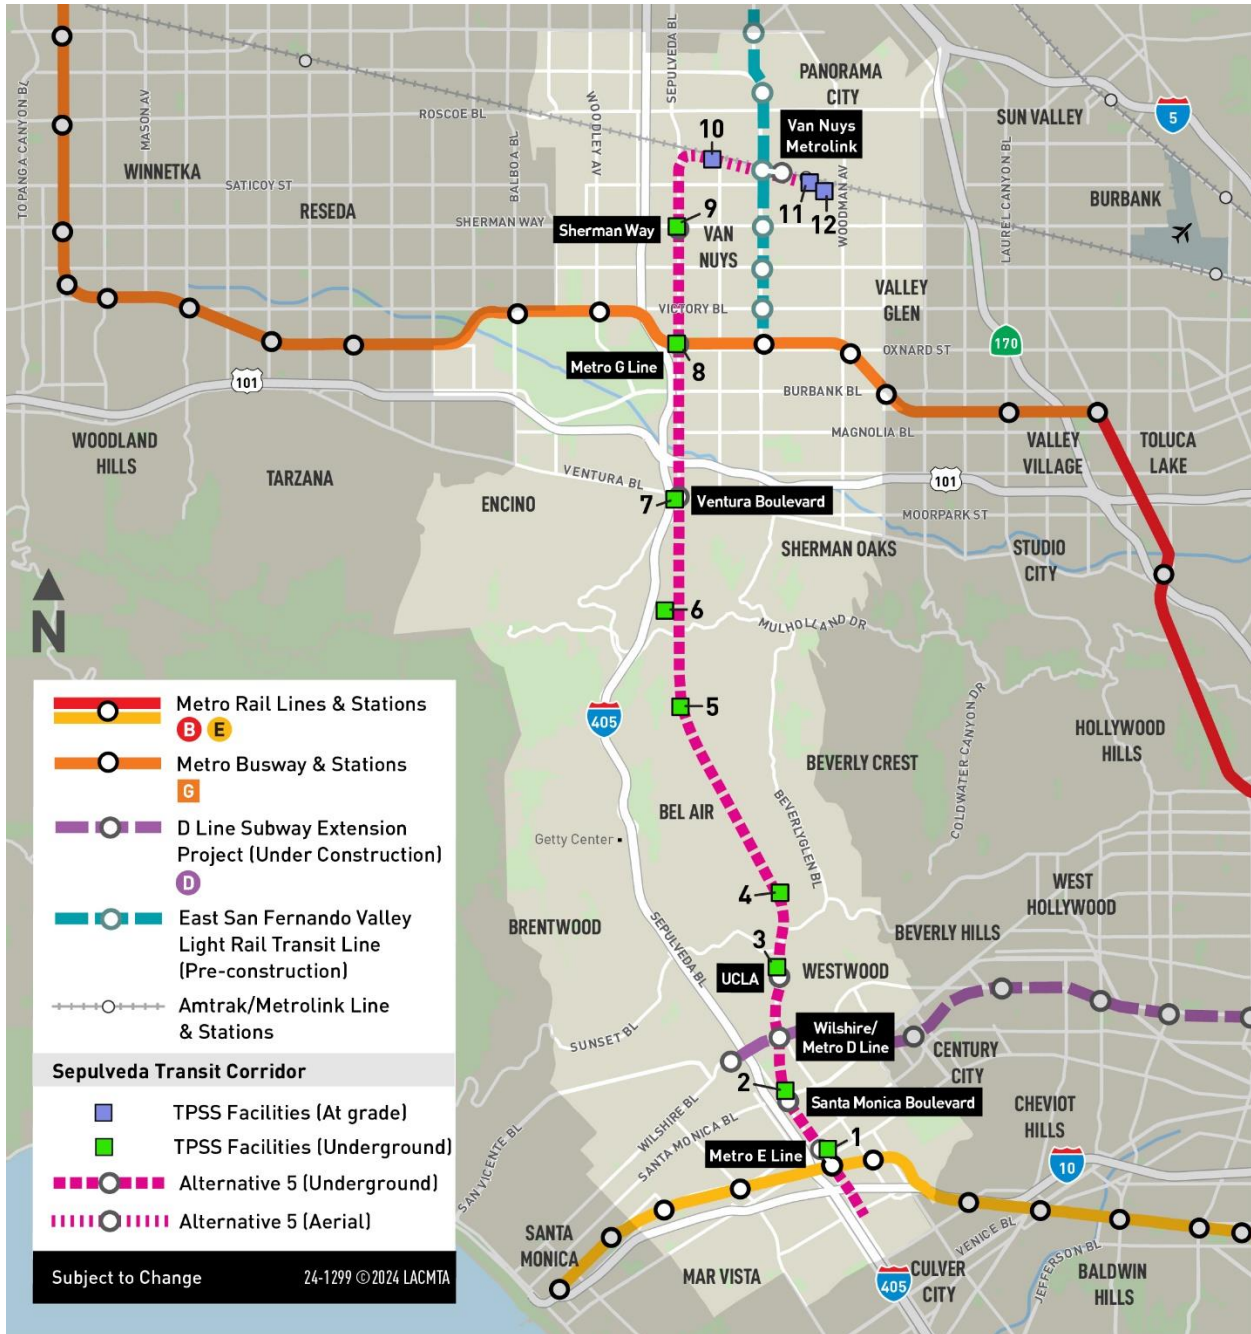 TOPANGA CANYON BL
MASON AV
WINNETKA
SATICOY ST
RESEDA
ROSCOE BL
BALBOA BL
SHERMAN WAY
WOODLEY AV
SEPULVEDA BL
PANORAMA
CITY
Van Nuys
Metrolink
SUN VALLEY
5
BURBANK
LAUREL CANYON BL
WOODMAN AV
10
11
12
9
Sherman Way
VAN
NUYS
VICTORY BL
VALLEY
GLEN
170
OXNARD ST
Metro G Line
8
BURBANK BL
MAGNOLIA BL
101
WOODLAND
HILLS
TARZANA
VENTURA BL
ENCINO
7
Ventura Boulevard
VALLEY
VILLAGE
TOLUCA
LAKE
101
MOORPARK ST
SHERMAN OAKS
STUDIO
CITY
N
6
MULHOLLAND DR
5
405
HOLLYWOOD
HILLS
COLDWATER CANYON DR
BEVERLY CREST
BEVERLYGLEN BL
BEL AIR
Getty Center
4
WEST
HOLLYWOOD
BRENTWOOD
SEPULVEDA BL
BEVERLY HILLS
3
UCLA
WESTWOOD
SUNSET BL
Wilshire/
Metro D Line
CENTURY
CITY
2
Santa Monica Boulevard
CHEVIOT
HILLS
WILSHIRE BL
SANTA MONICA BL
SAN VICENTE BL
1
Metro E Line
10
SANTA
MONICA
MAR VISTA
405
CULVER
CITY
VENICE BL
JEFFERSON BL
BALDWIN
HILLS
Metro Rail Lines & Stations
B E
Metro Busway & Stations
G
D Line Subway Extension
Project (Under Construction)
D
East San Fernando Valley
Light Rail Transit Line
(Pre-construction)
Amtrak/Metrolink Line
& Stations
Sepulveda Transit Corridor
TPSS Facilities (At grade)
TPSS Facilities (Underground)
Alternative 5 (Underground)
Alternative 5 (Aerial)
Subject to Change 24-1299 ©2024 LACMTA